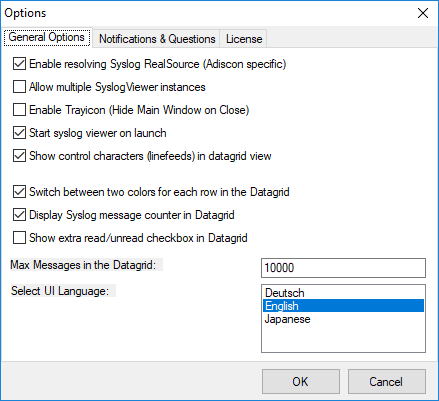 Options
General Options
Notifications & Questions
License
Enable resolving Syslog RealSource (Adiscon specific)
Allow multiple SyslogViewer instances
Enable Trayicon (Hide Main Window on Close)
Start syslog viewer on launch
Show control characters (linefeeds) in datagrid view
Switch between two colors for each row in the Datagrid
Display Syslog message counter in Datagrid
Show extra read/unread checkbox in Datagrid
Max Messages in the Datagrid:
10000
Select UI Language:
Deutsch
English
Japanese
OK
Cancel